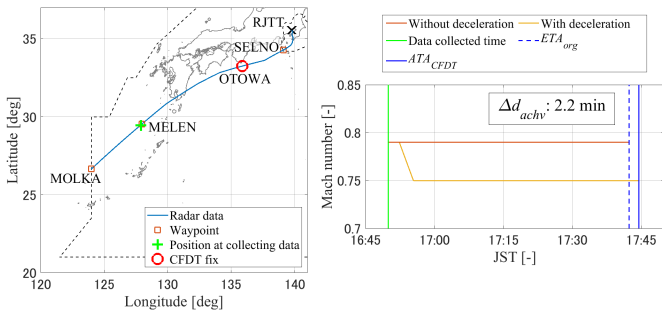 RJTT
SELNO
OTOWA
MELEN
MOLKA
35
30
25
20
Latitude [deg]
120
125
130
135
140
Longitude [deg]
Radar data
Waypoint
Position at collecting data
CFDT fix
Without deceleration
With deceleration
Data collected time
ETA_org
ATA_CFDT
Δd_achv: 2.2 min
0.85
0.8
0.75
0.7
Mach number [-]
16:45
17:00
17:15
17:30
17:45
JST [-]